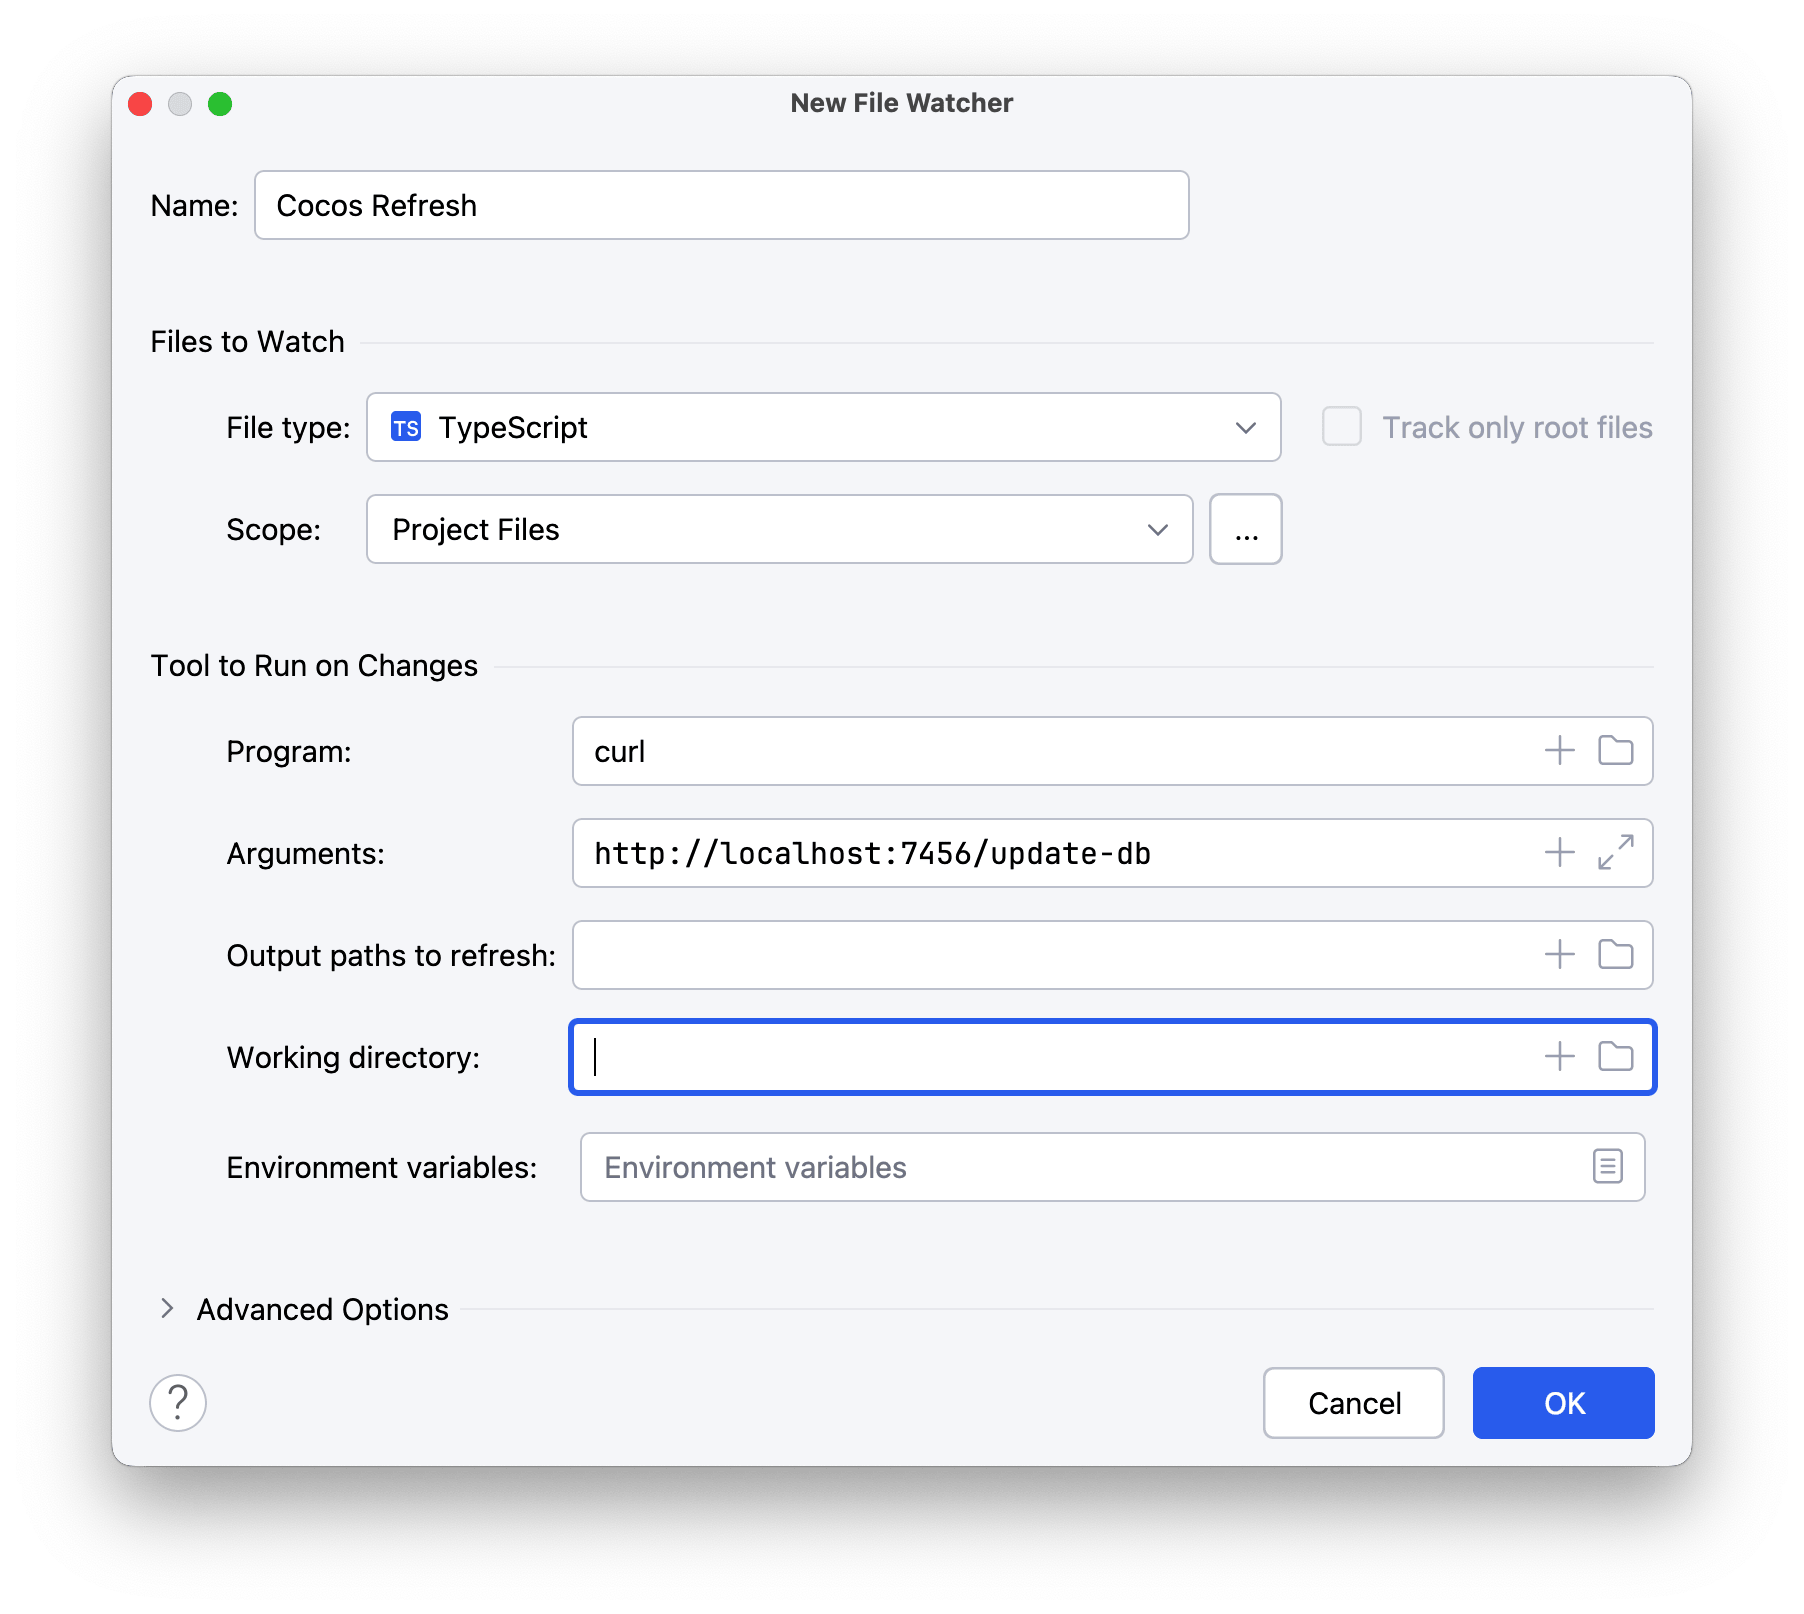 New File Watcher
Name: Cocos Refresh
Files to Watch
File type: TS TypeScript Track only root files
Scope: Project Files ...
Tool to Run on Changes
Program: curl
Arguments: http://localhost:7456/update-db
Output paths to refresh:
Working directory:
Environment variables: Environment variables
Advanced Options
? Cancel OK